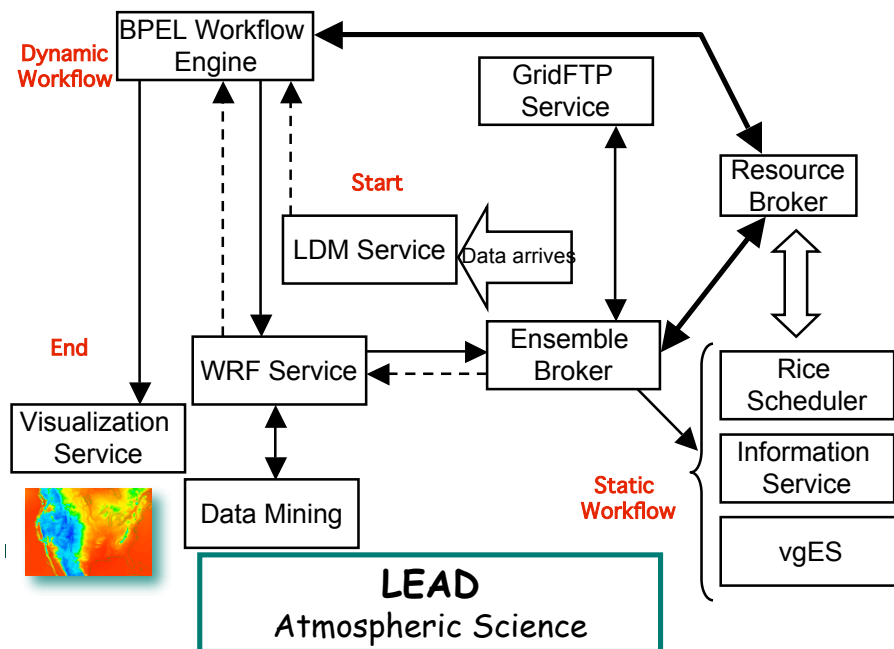 BPEL Workflow
Engine
Dynamic
Workflow
GridFTP
Service
Resource
Broker
Start
LDM Service
Data arrives
End
WRF Service
Ensemble
Broker
Rice
Scheduler
Visualization
Service
Information
Service
Static
Workflow
Data Mining
vgES
LEAD
Atmospheric Science